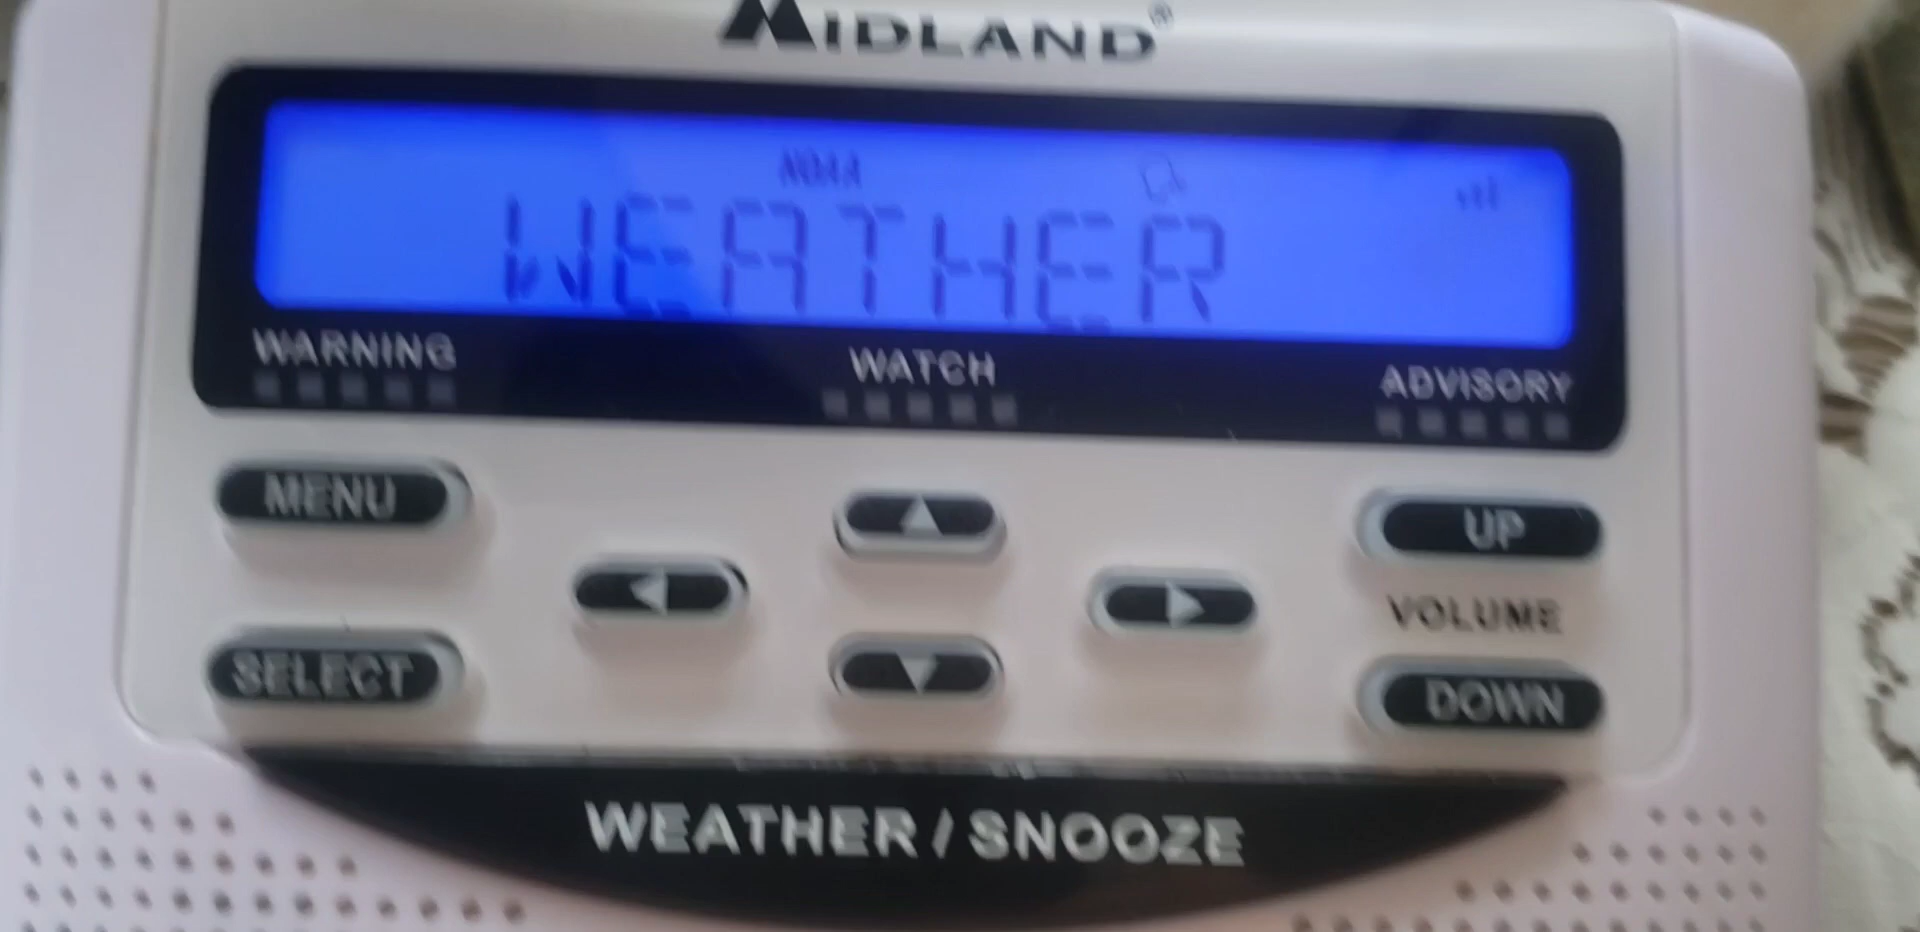 MIDLAND®
NOAA
WEATHER
WARNING
WATCH
ADVISORY
MENU
UP
VOLUME
SELECT
DOWN
WEATHER / SNOOZE